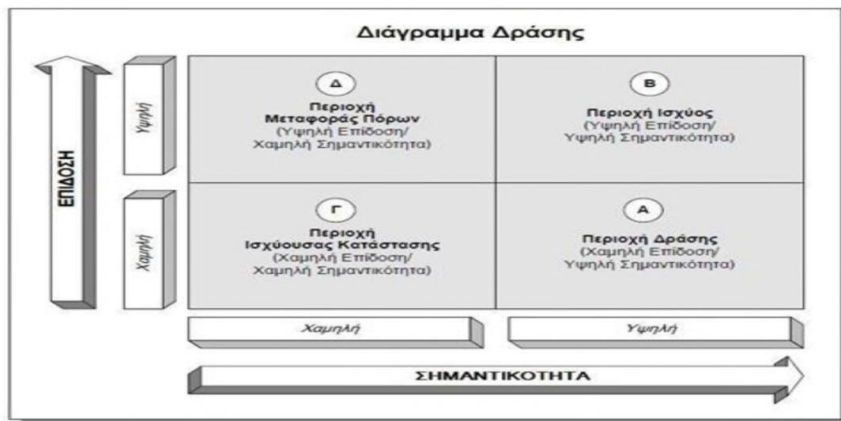 Διάγραμμα Δράσης
ΕΠΙΔΟΣΗ
Υψηλή
Δ
Περιοχή
Μεταφοράς Πόρων
(Υψηλή Επίδοση/
Χαμηλή Σημαντικότητα)
Β
Περιοχή Ισχύος
(Υψηλή Επίδοση/
Υψηλή Σημαντικότητα)
Χαμηλή
Γ
Περιοχή
Ισχύουσας Κατάστασης
(Χαμηλή Επίδοση/
Χαμηλή Σημαντικότητα)
Α
Περιοχή Δράσης
(Χαμηλή Επίδοση/
Υψηλή Σημαντικότητα)
Χαμηλή
Υψηλή
ΣΗΜΑΝΤΙΚΟΤΗΤΑ